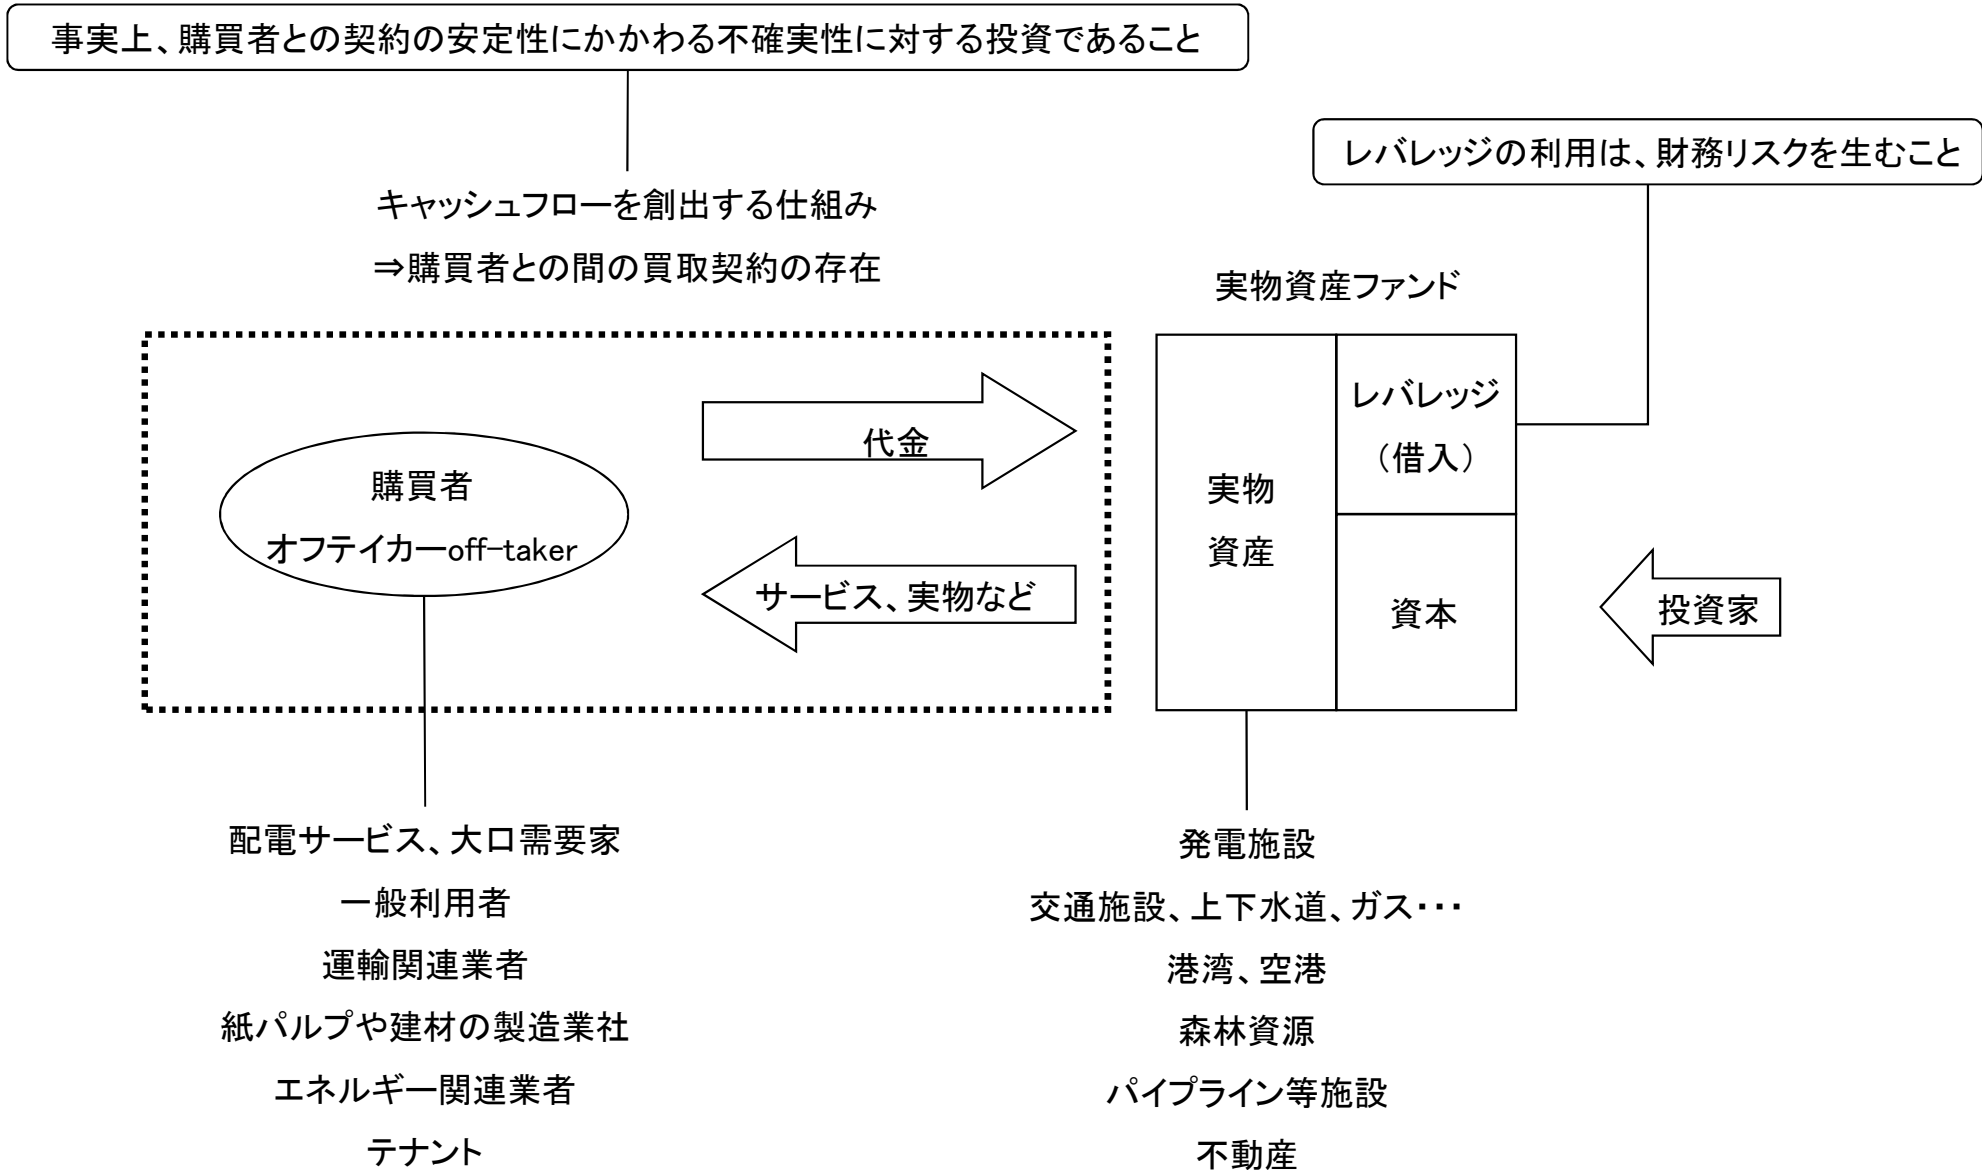 事実上、購買者との契約の安定性にかかわる不確実性に対する投資であること
レバレッジの利用は、財務リスクを生むこと
キャッシュフローを創出する仕組み
⇒購買者との間の買取契約の存在
実物資産ファンド
購買者
オフテイカーoff-taker
代金
サービス、実物など
実物
資産
レバレッジ
（借入）
資本
投資家
配電サービス、大口需要家
一般利用者
運輸関連業者
紙パルプや建材の製造業社
エネルギー関連業者
テナント
発電施設
交通施設、上下水道、ガス・・・
港湾、空港
森林資源
パイプライン等施設
不動産